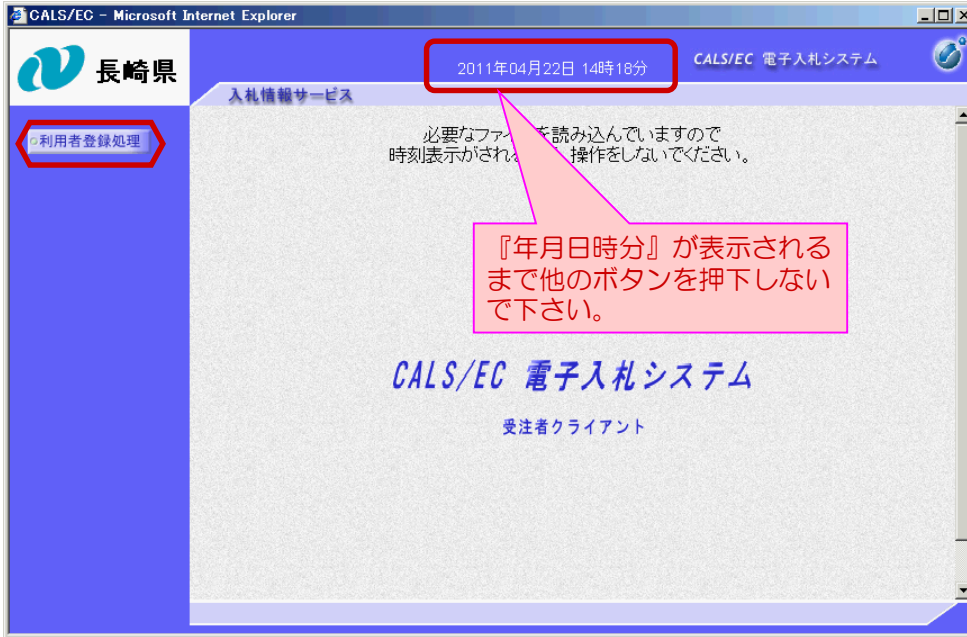 CALS/EC - Microsoft Internet Explorer
長崎県
2011年04月22日 14時18分
CALS/EC 電子入札システム
入札情報サービス
利用者登録処理
必要なファイ を読み込んでいますので
時刻表示がされる 操作をしないでください。
『年月日時分』が表示される
まで他のボタンを押下しない
で下さい。
CALS/EC 電子入札システム
受注者クライアント